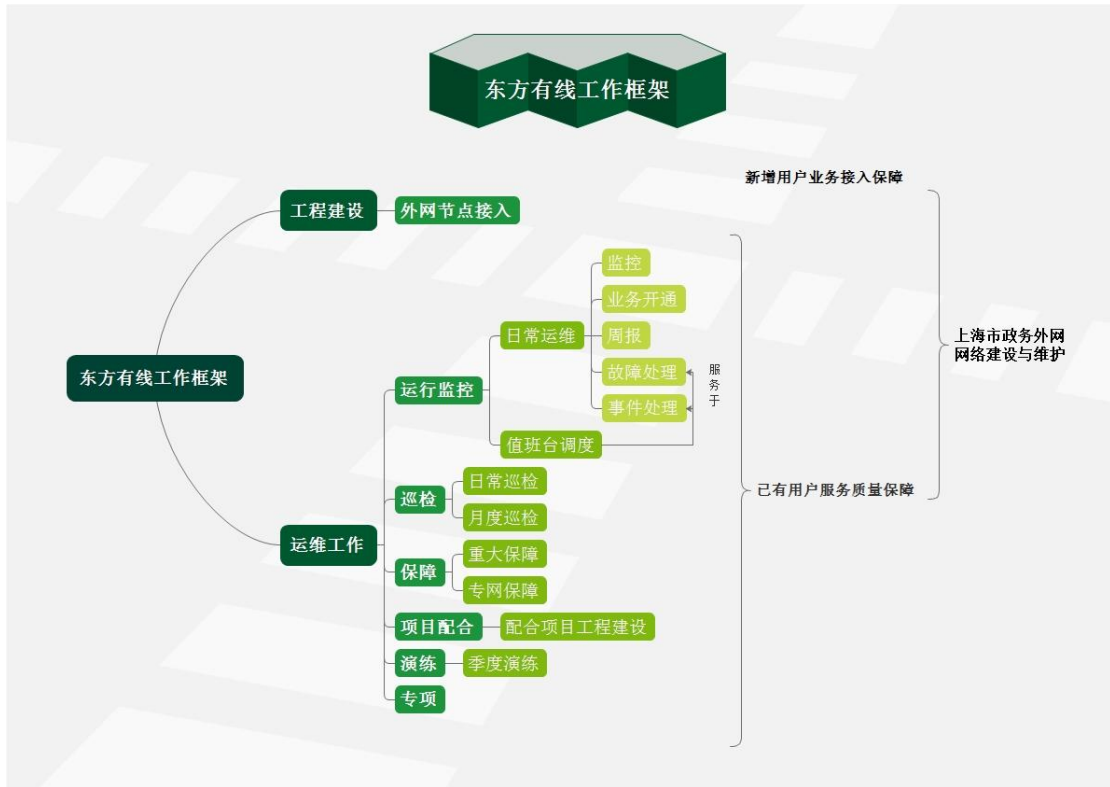 东方有线工作框架
新增用户业务接入保障
工程建设
外网节点接入
监控
业务开通
日常运维
周报
上海市政务外网
网络建设与维护
东方有线工作框架
故障处理
服务于
运行监控
事件处理
值班台调度
日常巡检
已有用户服务质量保障
巡检
月度巡检
运维工作
重大保障
保障
专网保障
项目配合
配合项目工程建设
演练
季度演练
专项